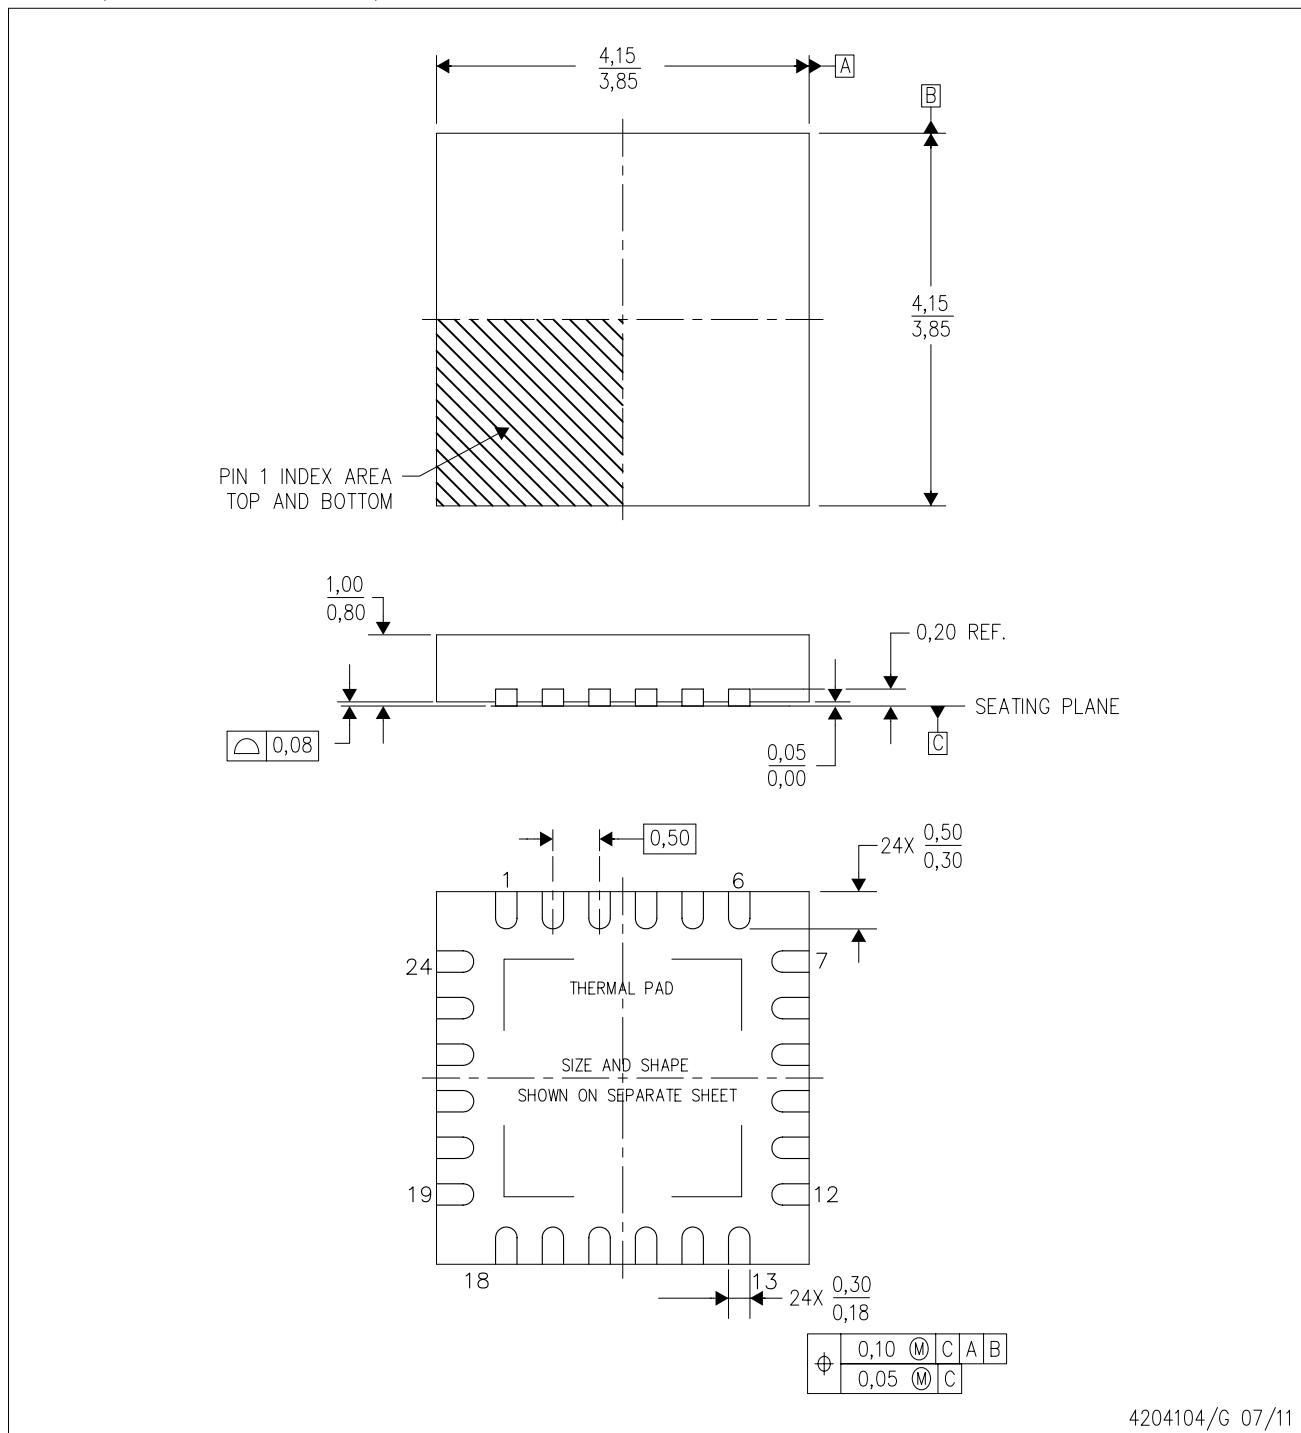 4,15
3,85
A
B
4,15
3,85
PIN 1 INDEX AREA
TOP AND BOTTOM
1,00
0,80
0,20 REF.
SEATING PLANE
0,08
C
0,05
0,00
0,50
24X 0,50
0,30
1
6
24
7
THERMAL PAD
SIZE AND SHAPE
SHOWN ON SEPARATE SHEET
19
12
18
13
24X 0,30
0,18
0,10 Ⓜ C A B
0,05 Ⓜ C
4204104/G 07/11